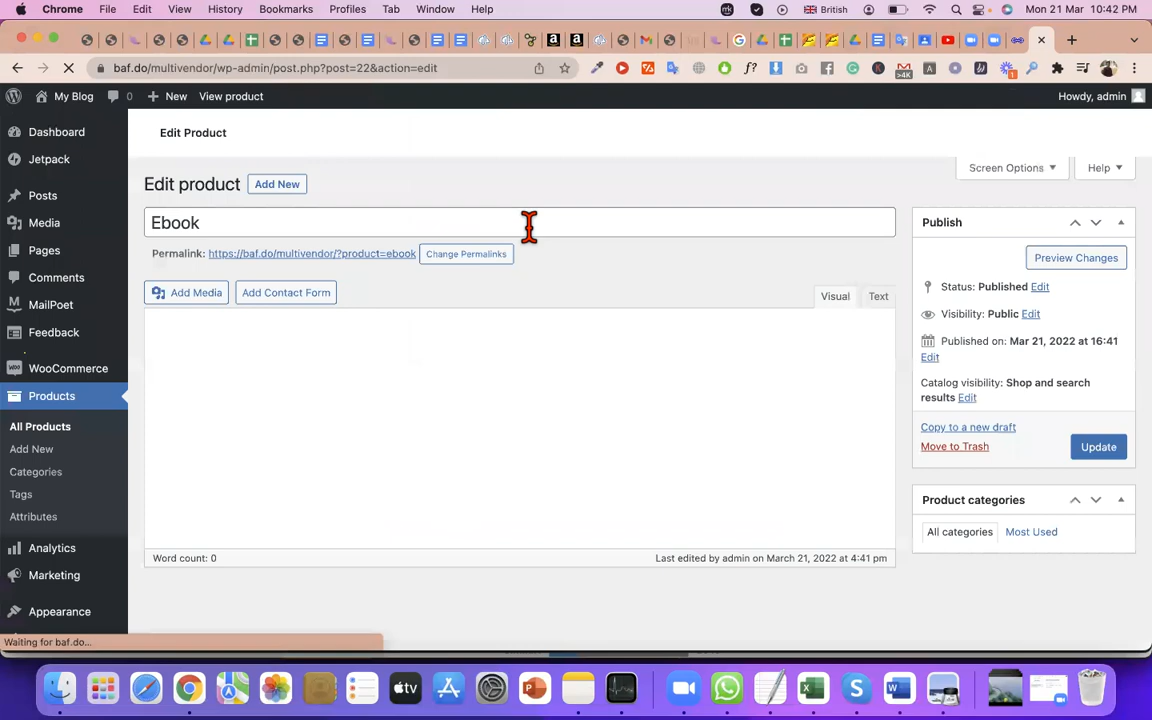 Chrome File Edit View History Bookmarks Profiles Tab Window Help British Mon 21 Mar 10:42 PM
baf.do/multivendor/wp-admin/post.php?post=22&action=edit
My Blog 0 New View product Howdy, admin
Dashboard
Jetpack
Posts
Media
Pages
Comments
MailPoet
Feedback
WooCommerce
Products
All Products
Add New
Categories
Tags
Attributes
Analytics
Marketing
Appearance
Waiting for baf.do...
Edit Product
Screen Options Help
Edit product Add New
Ebook
Permalink: https://baf.do/multivendor/?product=ebook Change Permalinks
Add Media Add Contact Form Visual Text
Word count: 0 Last edited by admin on March 21, 2022 at 4:41 pm
Publish
Preview Changes
Status: Published Edit
Visibility: Public Edit
Published on: Mar 21, 2022 at 16:41
Edit
Catalog visibility: Shop and search
results Edit
Copy to a new draft
Move to Trash Update
Product categories
All categories Most Used